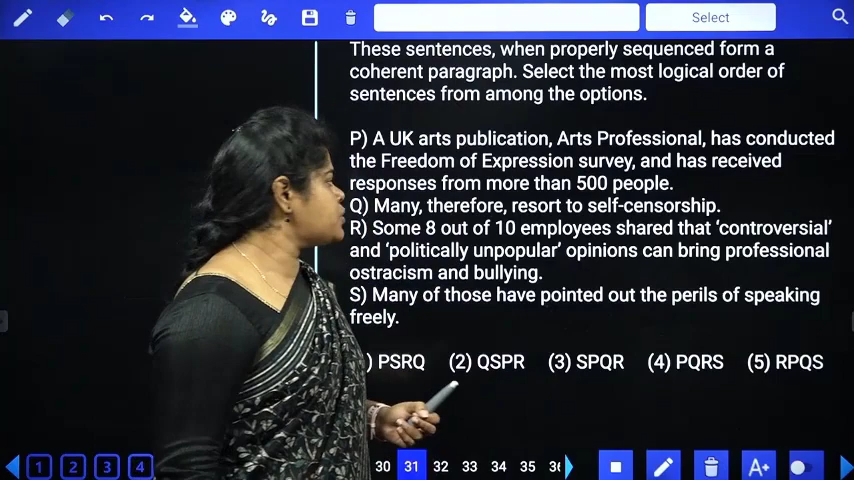 Select
These sentences, when properly sequenced form a
coherent paragraph. Select the most logical order of
sentences from among the options.
P) A UK arts publication, Arts Professional, has conducted
the Freedom of Expression survey, and has received
responses from more than 500 people.
Q) Many, therefore, resort to self-censorship.
R) Some 8 out of 10 employees shared that ‘controversial’
and ‘politically unpopular’ opinions can bring professional
ostracism and bullying.
S) Many of those have pointed out the perils of speaking
freely.
) PSRQ (2) QSPR (3) SPQR (4) PQRS (5) RPQS
1 2 3 4 30 31 32 33 34 35 A+